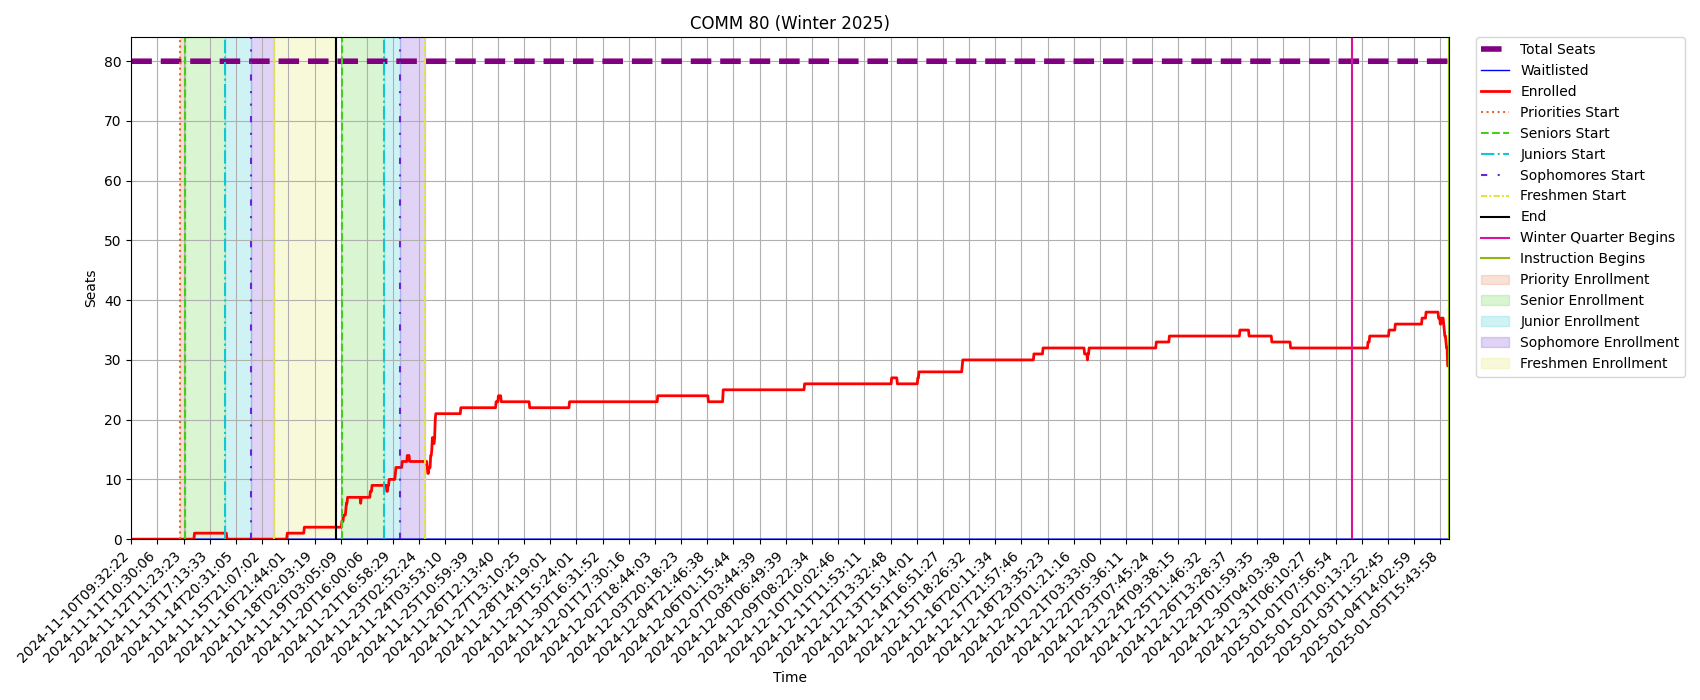 COMM 80 (Winter 2025)
Seats
80
70
60
50
40
30
20
10
0
2024-11-10T09:32:22
2024-11-11T10:30:06
2024-11-12T11:23:23
2024-11-13T17:13:33
2024-11-14T20:31:05
2024-11-15T21:07:02
2024-11-16T21:44:01
2024-11-18T02:03:19
2024-11-19T03:05:09
2024-11-20T16:00:06
2024-11-21T16:58:29
2024-11-23T02:52:24
2024-11-24T03:53:10
2024-11-25T10:59:39
2024-11-26T12:13:40
2024-11-27T13:10:25
2024-11-28T14:19:01
2024-11-29T15:24:01
2024-11-30T16:31:52
2024-12-01T17:30:16
2024-12-02T18:44:03
2024-12-03T20:18:23
2024-12-04T21:46:38
2024-12-06T01:15:44
2024-12-07T03:44:39
2024-12-08T06:49:39
2024-12-09T08:22:34
2024-12-10T10:02:46
2024-12-11T11:53:11
2024-12-12T13:32:48
2024-12-13T15:14:01
2024-12-14T16:51:27
2024-12-15T18:26:32
2024-12-16T20:11:34
2024-12-17T21:57:46
2024-12-18T23:35:23
2024-12-20T01:21:16
2024-12-21T03:33:00
2024-12-22T05:36:11
2024-12-23T07:45:24
2024-12-24T09:38:15
2024-12-25T11:46:32
2024-12-26T13:28:37
2024-12-29T01:59:35
2024-12-30T04:03:38
2024-12-31T06:10:27
2025-01-01T07:56:54
2025-01-02T10:13:22
2025-01-03T11:52:45
2025-01-04T14:02:59
2025-01-05T15:43:58
Time
Total Seats
Waitlisted
Enrolled
Priorities Start
Seniors Start
Juniors Start
Sophomores Start
Freshmen Start
End
Winter Quarter Begins
Instruction Begins
Priority Enrollment
Senior Enrollment
Junior Enrollment
Sophomore Enrollment
Freshmen Enrollment